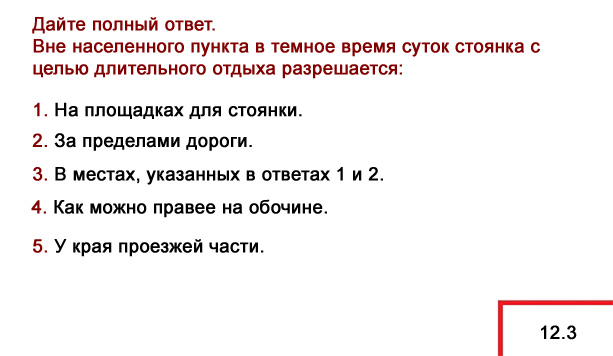 Дайте полный ответ.
Вне населенного пункта в темное время суток стоянка с
целью длительного отдыха разрешается:
1. На площадках для стоянки.
2. За пределами дороги.
3. В местах, указанных в ответах 1 и 2.
4. Как можно правее на обочине.
5. У края проезжей части.
12.3